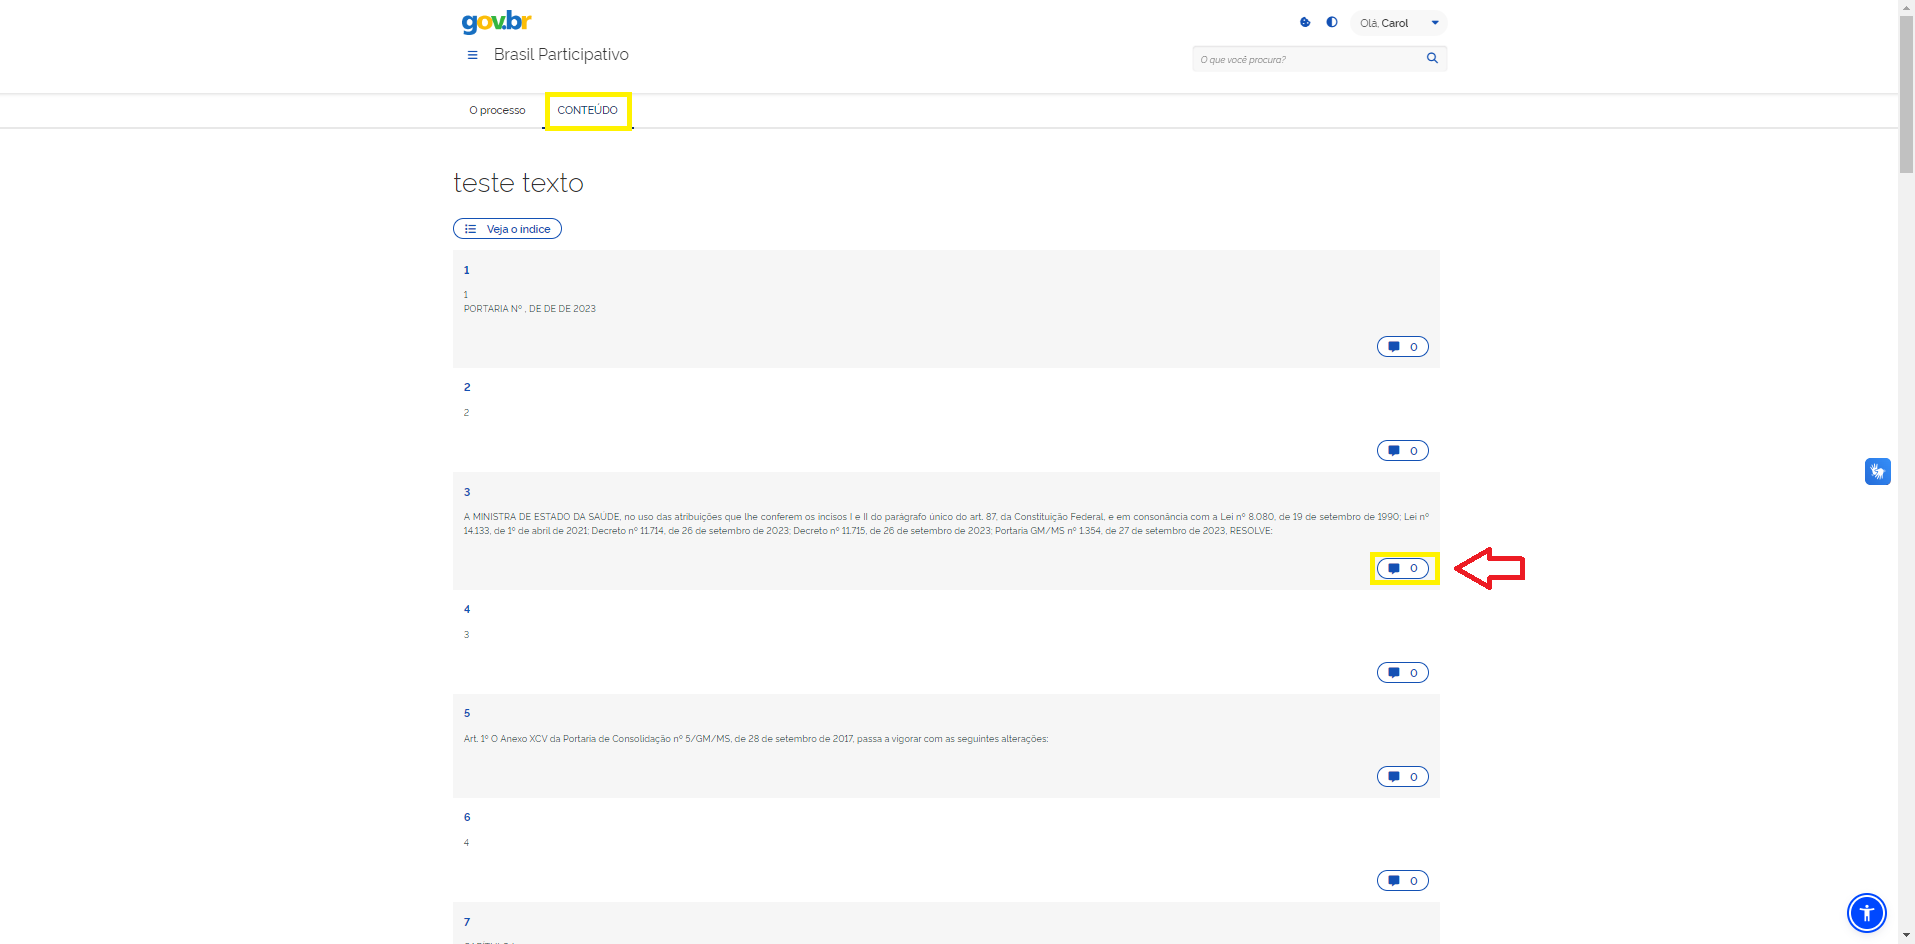 gov.br
Olá, Carol
Brasil Participativo
O que você procura?
O processo
CONTEÚDO
teste texto
Veja o índice
1
1
PORTARIA Nº , DE DE DE 2023
0
2
2
0
3
A MINISTRA DE ESTADO DA SAÚDE, no uso das atribuições que lhe conferem os incisos I e II do parágrafo único do art. 87, da Constituição Federal, e em consonância com a Lei nº 8.080, de 19 de setembro de 1990; Lei nº
14.133, de 1º de abril de 2021; Decreto nº 11.714, de 26 de setembro de 2023; Decreto nº 11.715, de 26 de setembro de 2023; Portaria GM/MS nº 1.354, de 27 de setembro de 2023, RESOLVE:
0
4
3
0
5
Art. 1º O Anexo XCV da Portaria de Consolidação nº 5/GM/MS, de 28 de setembro de 2017, passa a vigorar com as seguintes alterações:
0
6
4
0
7